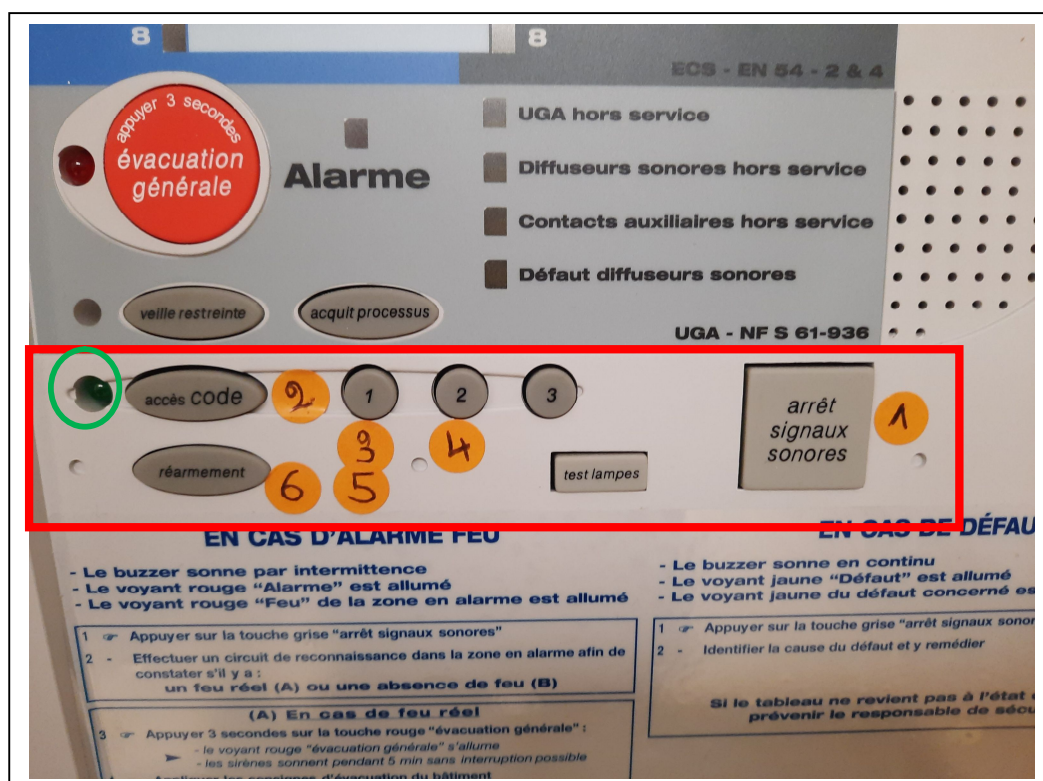 8 8
ECS - EN 54 - 2 & 4
appuyer 3 secondes
évacuation
générale
Alarme
UGA hors service
Diffuseurs sonores hors service
Contacts auxiliaires hors service
Défaut diffuseurs sonores
veille restreinte
acquit processus
UGA - NF S 61-936
accès code
2
1
2
3
arrêt
signaux
sonores
1
3
4
réarmement
6
5
test lampes
EN CAS D'ALARME FEU
- Le buzzer sonne par intermittence
- Le voyant rouge "Alarme" est allumé
- Le voyant rouge "Feu" de la zone en alarme est allumé
1 ☞ Appuyer sur la touche grise "arrêt signaux sonores"
2 - Effectuer un circuit de reconnaissance dans la zone en alarme afin de
constater s'il y a :
un feu réel (A) ou une absence de feu (B)
(A) En cas de feu réel
3 ☞ Appuyer 3 secondes sur la touche rouge "évacuation générale" :
➤ - le voyant rouge "évacuation générale" s'allume
- les sirènes sonnent pendant 5 min sans interruption possible
consignes d'évacuation du bâtiment
EN CAS DE DÉFAU
- Le buzzer sonne en continu
- Le voyant jaune "Défaut" est allumé
- Le voyant jaune du défaut concerné es
1 ☞ Appuyer sur la touche grise "arrêt signaux sonor
2 - Identifier la cause du défaut et y remédier
Si le tableau ne revient pas à l'état
prévenir le responsable de sécu